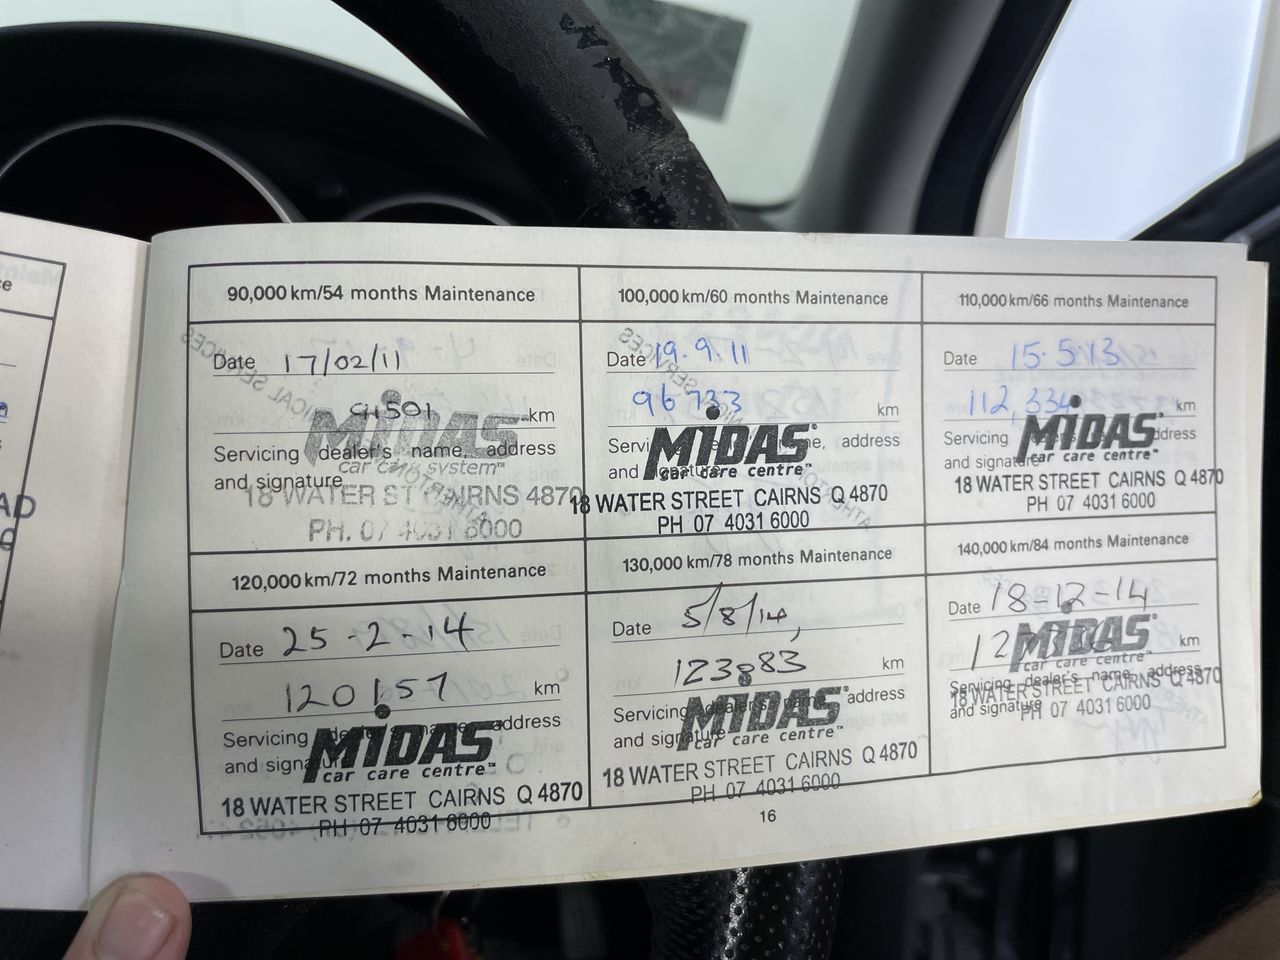 90,000 km/54 months Maintenance
Date 17/02/11
91501 km
Servicing dealer's name, address
and signature
MiDAS
car care system™
18 WATER ST CAIRNS 4870
PH. 07 4031 6000
100,000 km/60 months Maintenance
Date 19.9.11
96733 km
Servicing dealer's name, address
and signature
MiDAS
car care centre™
18 WATER STREET CAIRNS Q 4870
PH 07 4031 6000
110,000 km/66 months Maintenance
Date 15.5.13
112,334 km
Servicing dealer's name, address
and signature
MiDAS
car care centre™
18 WATER STREET CAIRNS Q 4870
PH 07 4031 6000
120,000 km/72 months Maintenance
Date 25-2-14
120157 km
Servicing dealer's name, address
and signature
MiDAS
car care centre™
18 WATER STREET CAIRNS Q 4870
PH 07 4031 6000
130,000 km/78 months Maintenance
Date 5/8/14
123883 km
Servicing dealer's name, address
and signature
MiDAS
car care centre™
18 WATER STREET CAIRNS Q 4870
PH 07 4031 6000
140,000 km/84 months Maintenance
Date 18-12-14
km
Servicing dealer's name, address
and signature
MiDAS
car care centre™
18 WATER STREET CAIRNS Q 4870
PH 07 4031 6000
16